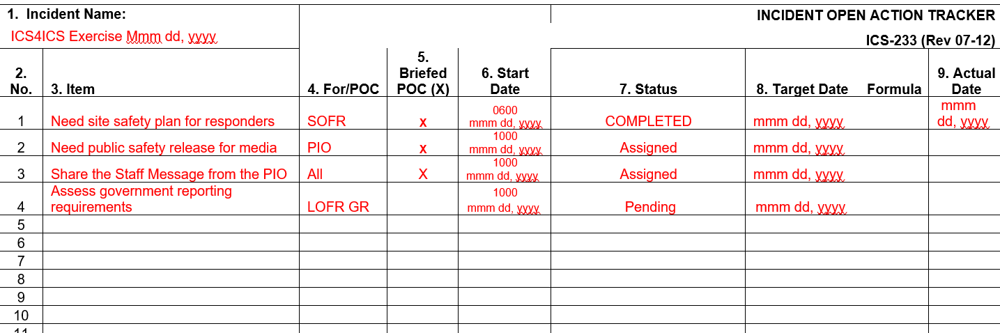 1. Incident Name:
INCIDENT OPEN ACTION TRACKER
ICS4ICS Exercise Mmm dd, yyyy
ICS-233 (Rev 07-12)
2. No. 3. Item 4. For/POC 5. Briefed POC (X) 6. Start Date 7. Status 8. Target Date Formula 9. Actual Date
1 Need site safety plan for responders SOFR x 0600 mmm dd, yyyy COMPLETED mmm dd, yyyy mmm dd, yyyy
2 Need public safety release for media PIO x 1000 mmm dd, yyyy Assigned mmm dd, yyyy
3 Share the Staff Message from the PIO All X 1000 mmm dd, yyyy Assigned mmm dd, yyyy
4 Assess government reporting requirements LOFR GR 1000 mmm dd, yyyy Pending mmm dd, yyyy
5
6
7
8
9
10
11